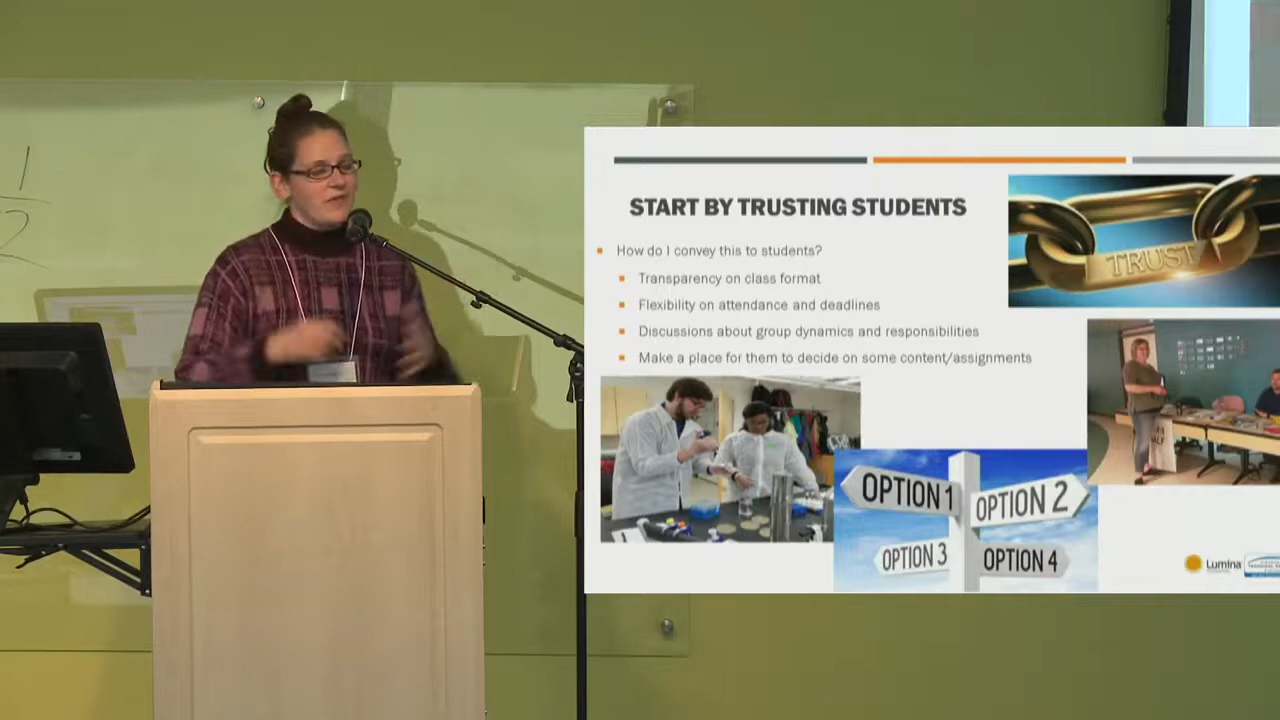 START BY TRUSTING STUDENTS
How do I convey this to students?
Transparency on class format
Flexibility on attendance and deadlines
Discussions about group dynamics and responsibilities
Make a place for them to decide on some content/assignments
TRUST
OPTION 1
OPTION 2
OPTION 3
OPTION 4
Lumina